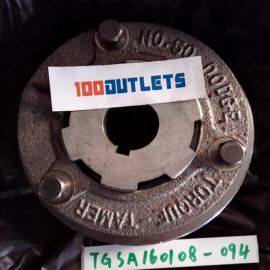 NO. 60 DODGE
100OUTLETS
TORQUE TAMER
TGSA160108-094